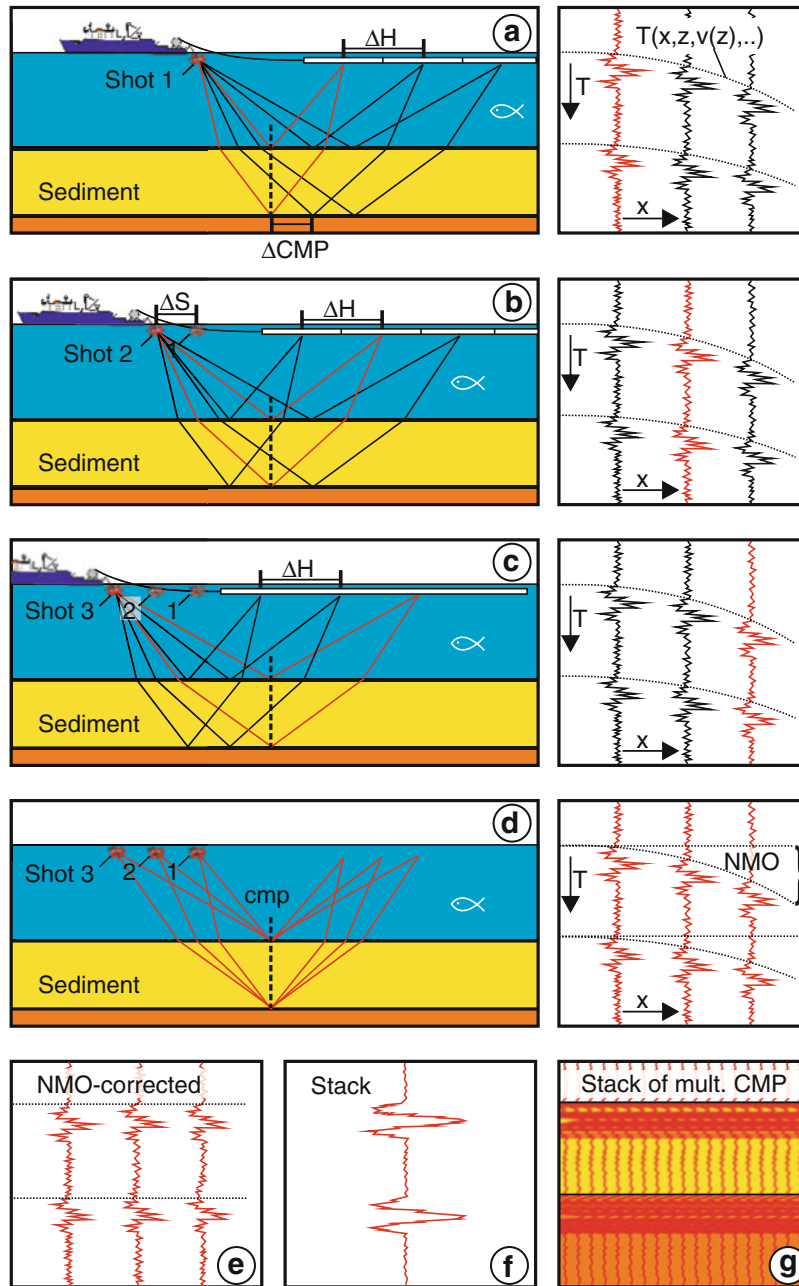 a
ΔH
Shot 1
Sediment
ΔCMP
T(x,z,v(z),..)
T
x
b
ΔS
ΔH
Shot 2
1
Sediment
T
x
c
ΔH
Shot 3
2
1
Sediment
T
x
d
Shot 3
2
1
cmp
Sediment
NMO
T
x
NMO-corrected
e
Stack
f
Stack of mult. CMP
g